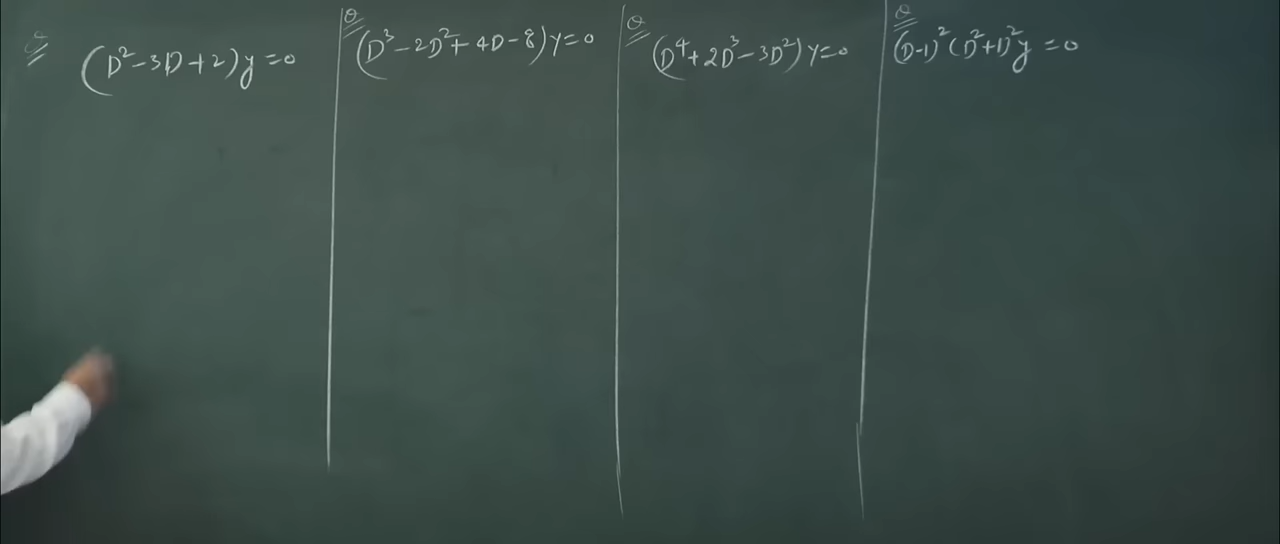 Q
(D²-3D+2)y=0
Q
(D³-2D²+4D-8)y=0
Q
(D⁴+2D³-3D²)y=0
Q
(D-1)²(D²+1)²y=0